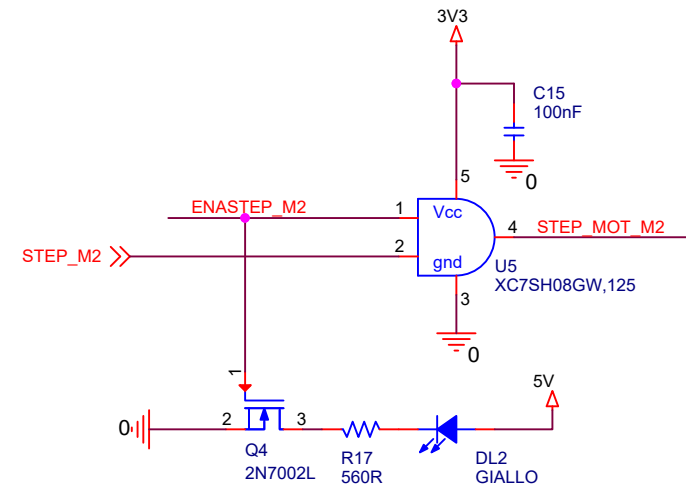 3V3
C15
100nF
0
5
ENASTEP_M2
1
Vcc
4
STEP_MOT_M2
STEP_M2
2
gnd
U5
XC7SH08GW,125
3
0
1
5V
0
2
3
Q4
2N7002L
R17
560R
DL2
GIALLO